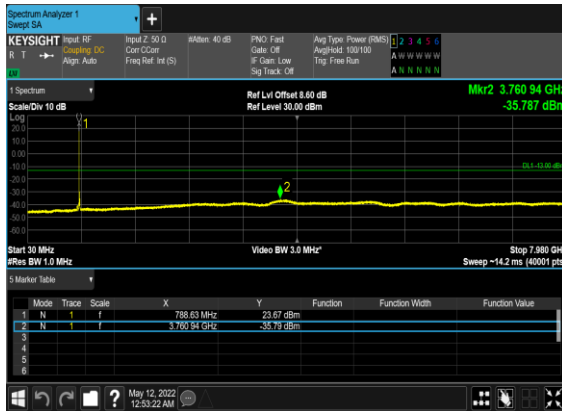 Spectrum Analyzer 1
Swept SA
+
KEYSIGHT Input: RF Input Z: 50 Ω #Atten: 40 dB PNO: Fast Avg Type: Power (RMS) 1 2 3 4 5 6
R T Coupling: DC Corr CCorr Gate: Off Avg|Hold: 100/100 A W W W W W
Align: Auto Freq Ref: Int (S) IF Gain: Low Trig: Free Run
Sig Track: Off A N N N N N
1 Spectrum
Scale/Div 10 dB
Ref Lvl Offset 8.60 dB
Ref Level 30.00 dBm
Mkr2 3.760 94 GHz
-35.787 dBm
Log
20.0
10.0
0.00
-10.0
-20.0
-30.0
-40.0
-50.0
-60.0
1
2
DL1 -13.00 dBm
Start 30 MHz Video BW 3.0 MHz* Stop 7.980 GHz
#Res BW 1.0 MHz Sweep ~14.2 ms (40001 pts)
5 Marker Table
Mode Trace Scale X Y Function Function Width Function Value
1 N 1 f 788.63 MHz 23.67 dBm
2 N 1 f 3.760 94 GHz -35.79 dBm
3
4
5
6
? May 12, 2022
12:53:22 AM